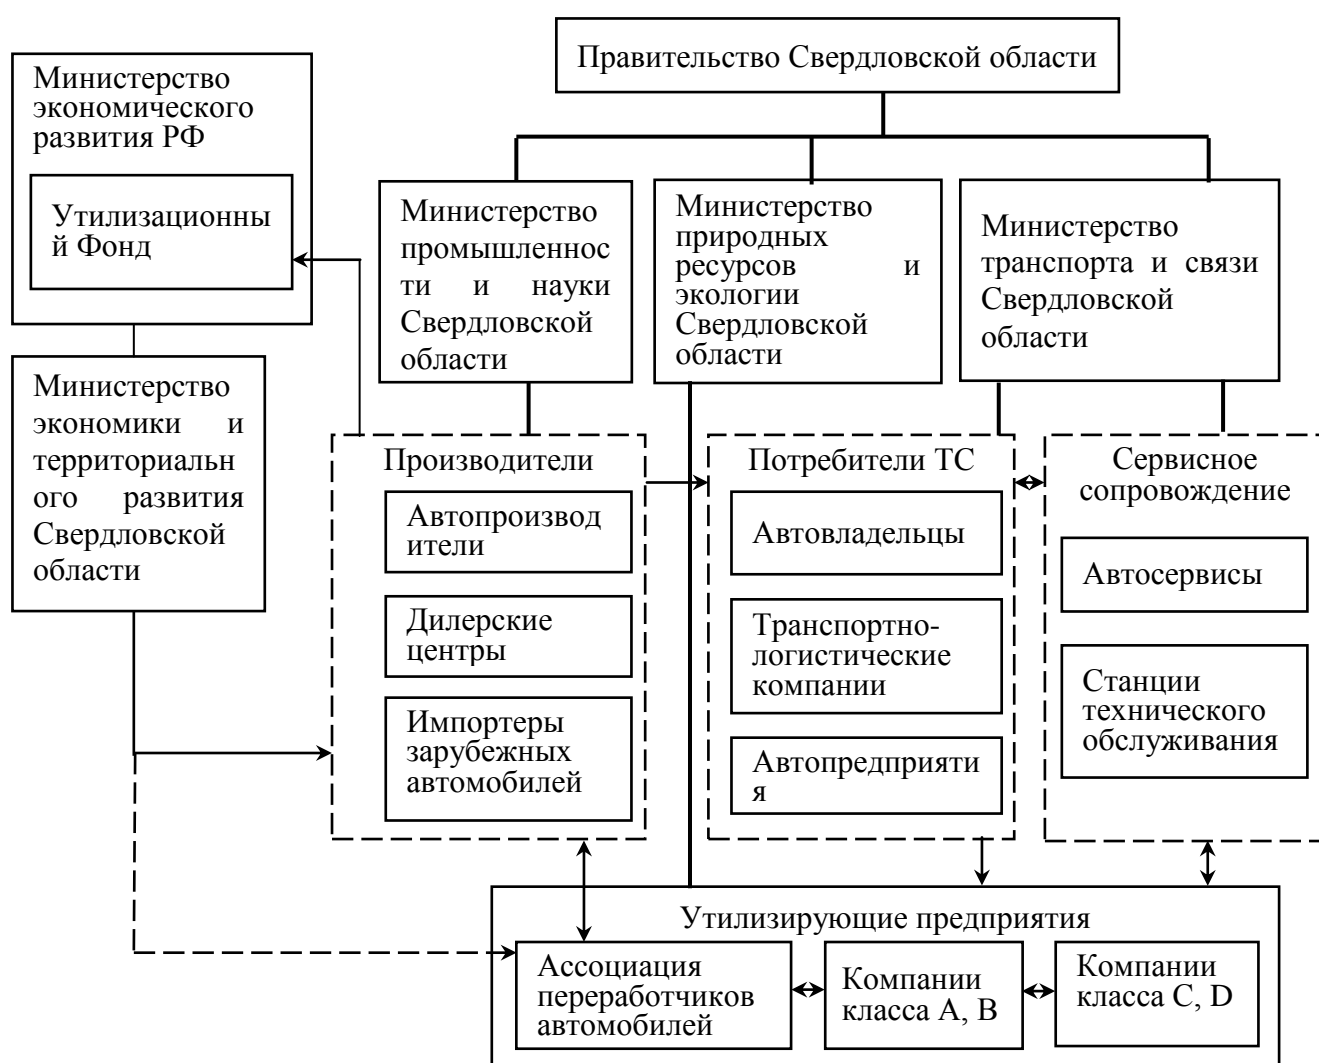 Правительство Свердловской области
Министерство
экономического
развития РФ
Утилизационны
й Фонд
Министерство
промышленнос
ти и науки
Свердловской
области
Министерство
природных
ресурсов и
экологии
Свердловской
области
Министерство
транспорта и связи
Свердловской
области
Министерство
экономики и
территориальн
ого развития
Свердловской
области
Производители
Автопроизвод
ители
Дилерские
центры
Импортеры
зарубежных
автомобилей
Потребители ТС
Автовладельцы
Транспортно-
логистические
компании
Автопредприяти
я
Сервисное
сопровождение
Автосервисы
Станции
технического
обслуживания
Утилизирующие предприятия
Ассоциация
переработчиков
автомобилей
Компании
класса А, В
Компании
класса С, D